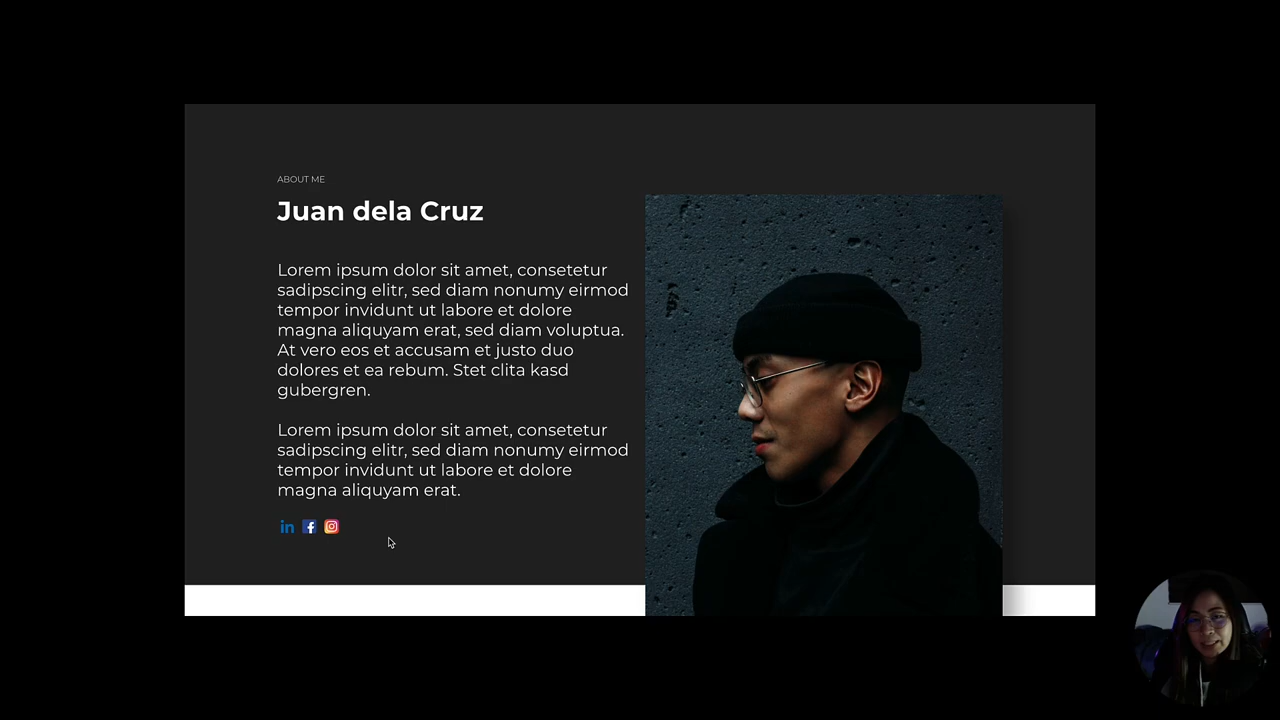 ABOUT ME
Juan dela Cruz
Lorem ipsum dolor sit amet, consetetur
sadipscing elitr, sed diam nonumy eirmod
tempor invidunt ut labore et dolore
magna aliquyam erat, sed diam voluptua.
At vero eos et accusam et justo duo
dolores et ea rebum. Stet clita kasd
gubergren.
Lorem ipsum dolor sit amet, consetetur
sadipscing elitr, sed diam nonumy eirmod
tempor invidunt ut labore et dolore
magna aliquyam erat.
in f